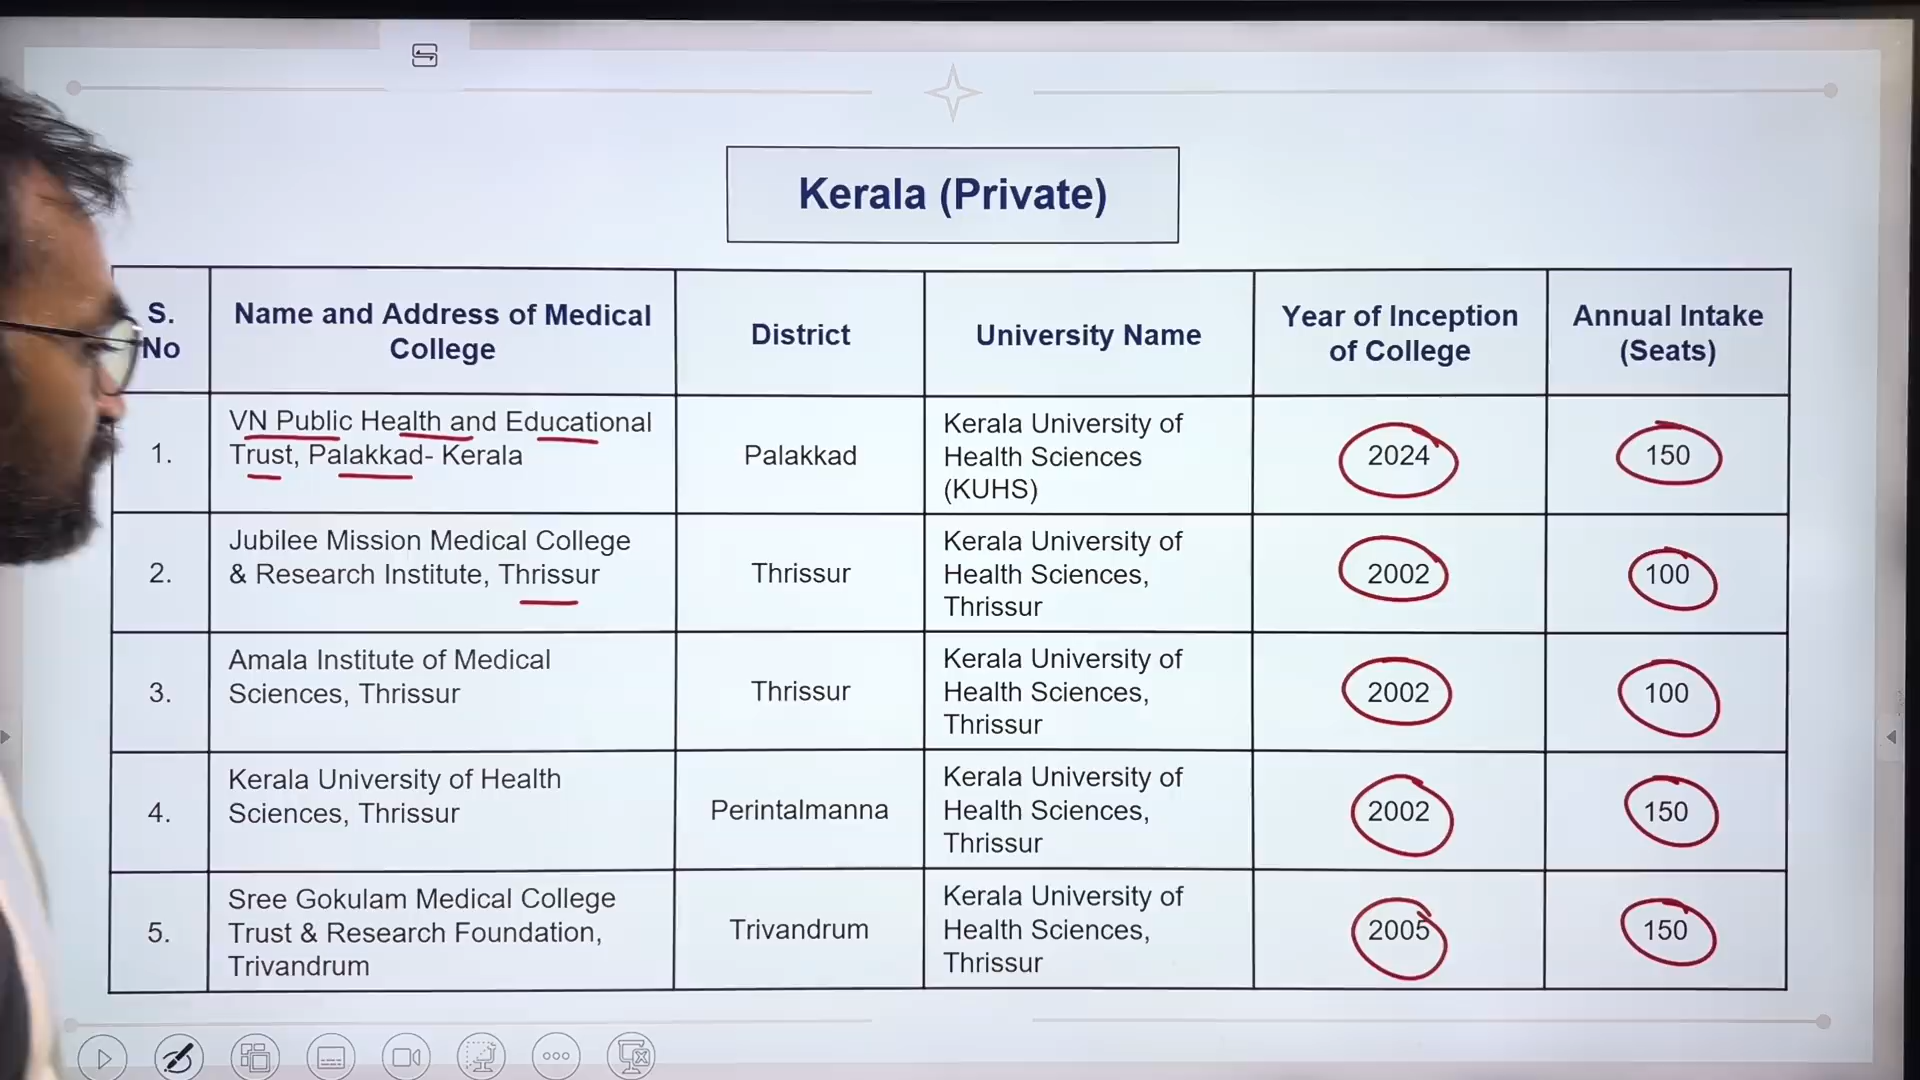 Kerala (Private)
S.
No
Name and Address of Medical
College
District
University Name
Year of Inception
of College
Annual Intake
(Seats)
1.
VN Public Health and Educational
Trust, Palakkad- Kerala
Palakkad
Kerala University of
Health Sciences
(KUHS)
2024
150
2.
Jubilee Mission Medical College
& Research Institute, Thrissur
Thrissur
Kerala University of
Health Sciences,
Thrissur
2002
100
3.
Amala Institute of Medical
Sciences, Thrissur
Thrissur
Kerala University of
Health Sciences,
Thrissur
2002
100
4.
Kerala University of Health
Sciences, Thrissur
Perintalmanna
Kerala University of
Health Sciences,
Thrissur
2002
150
5.
Sree Gokulam Medical College
Trust & Research Foundation,
Trivandrum
Trivandrum
Kerala University of
Health Sciences,
Thrissur
2005
150